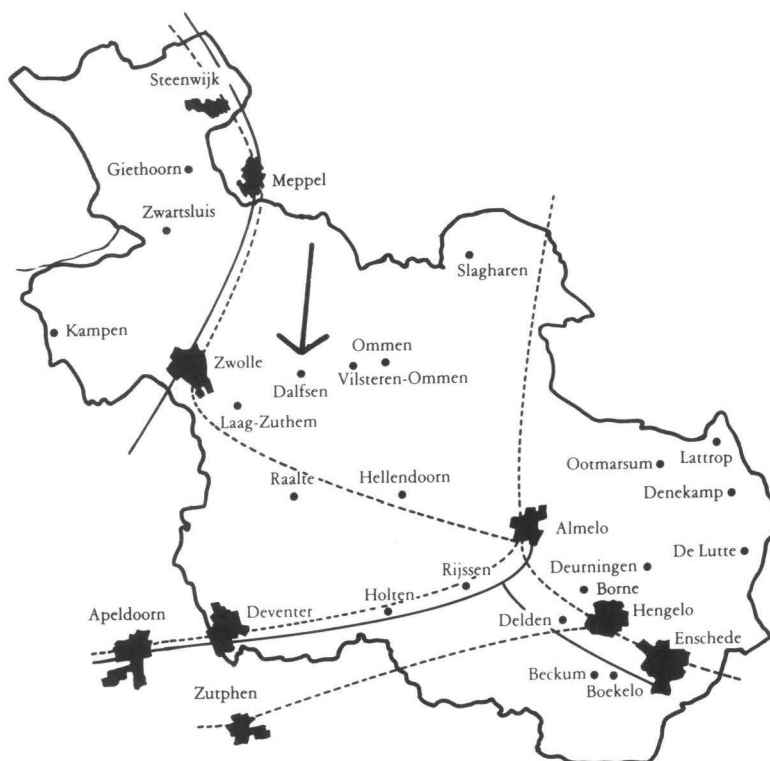 Steenwijk
Giethoorn
Meppel
Zwartsluis
Slagharen
Kampen
Zwolle
Ommen
Dalfsen
Vilsteren-Ommen
Laag-Zuthem
Raalte
Hellendoorn
Ootmarsum
Lattrop
Denekamp
Almelo
De Lutte
Deurningen
Rijssen
Borne
Holten
Apeldoorn
Deventer
Delden
Hengelo
Enschede
Zutphen
Beckum
Boekelo